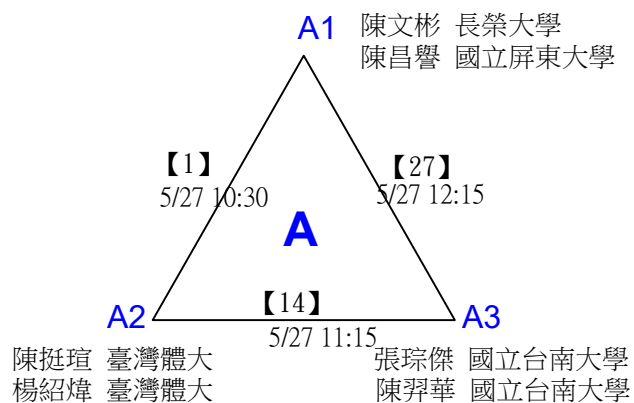 A1
陳文彬 長榮大學
陳昌譽 國立屏東大學
【1】
5/27 10:30
【27】
5/27 12:15
A
【14】
5/27 11:15
A2
A3
陳挺瑄 臺灣體大
楊紹煒 臺灣體大
張琮傑 國立台南大學
陳羿華 國立台南大學